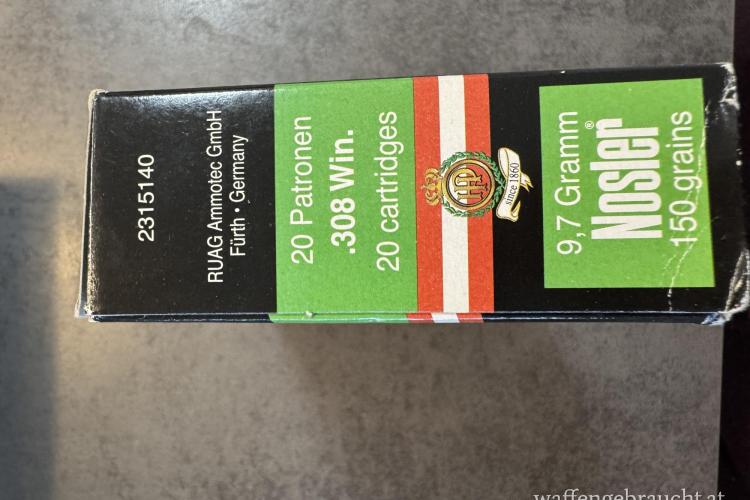 2315140
RUAG Ammotec GmbH
Fürth • Germany
20 Patronen
.308 Win.
20 cartridges
HP
since 1860
9,7 Gramm
Nosler®
150 grains
waffengebraucht.at